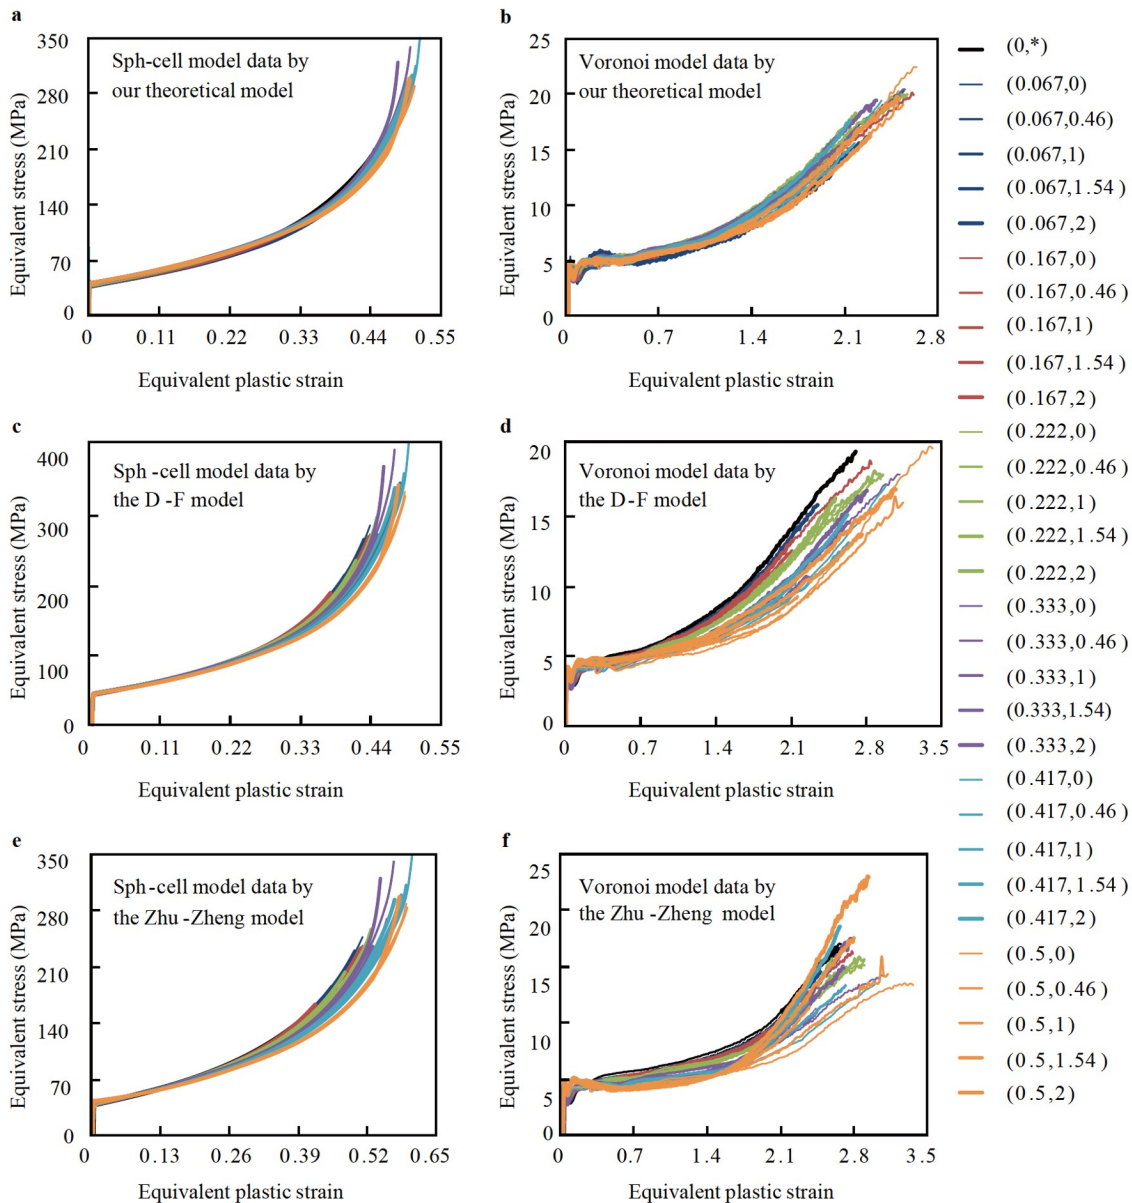 a
350
280
210
140
70
0
Equivalent stress (MPa)
Sph-cell model data by
our theoretical model
0 0.11 0.22 0.33 0.44 0.55
Equivalent plastic strain
b
25
20
15
10
5
0
Equivalent stress (MPa)
Voronoi model data by
our theoretical model
0 0.7 1.4 2.1 2.8
Equivalent plastic strain
c
400
300
200
100
0
Equivalent stress (MPa)
Sph-cell model data by
the D-F model
0 0.11 0.22 0.33 0.44 0.55
Equivalent plastic strain
d
20
15
10
5
0
Equivalent stress (MPa)
Voronoi model data by
the D-F model
0 0.7 1.4 2.1 2.8 3.5
Equivalent plastic strain
e
350
280
210
140
70
0
Equivalent stress (MPa)
Sph-cell model data by
the Zhu-Zheng model
0 0.13 0.26 0.39 0.52 0.65
Equivalent plastic strain
f
25
20
15
10
5
0
Equivalent stress (MPa)
Voronoi model data by
the Zhu-Zheng model
0 0.7 1.4 2.1 2.8 3.5
Equivalent plastic strain
(0,*)
(0.067,0)
(0.067,0.46)
(0.067,1)
(0.067,1.54)
(0.067,2)
(0.167,0)
(0.167,0.46)
(0.167,1)
(0.167,1.54)
(0.167,2)
(0.222,0)
(0.222,0.46)
(0.222,1)
(0.222,1.54)
(0.222,2)
(0.333,0)
(0.333,0.46)
(0.333,1)
(0.333,1.54)
(0.333,2)
(0.417,0)
(0.417,0.46)
(0.417,1)
(0.417,1.54)
(0.417,2)
(0.5,0)
(0.5,0.46)
(0.5,1)
(0.5,1.54)
(0.5,2)